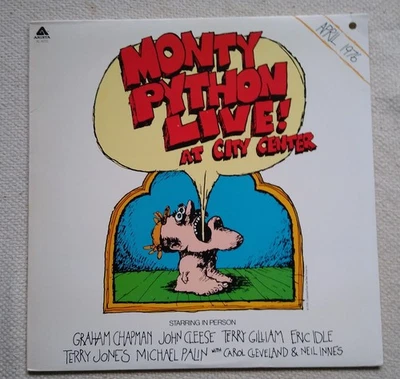 ARISTA
APRIL 1976
MONTY
PYTHON
LIVE!
AT CITY CENTER
STARRING IN PERSON
GRAHAM CHAPMAN JOHN CLEESE TERRY GILLIAM ERIC IDLE
TERRY JONES MICHAEL PALIN with CAROL CLEVELAND & NEIL INNES